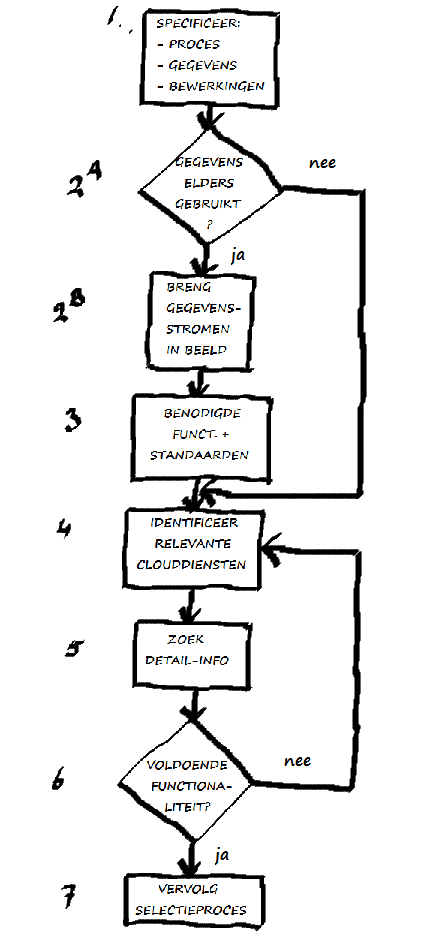 1..
SPECIFICEER:
- PROCES
- GEGEVENS
- BEWERKINGEN
2A
GEGEVENS
ELDERS
GEBRUIKT
?
nee
ja
2B
BRENG
GEGEVENS-
STROMEN
IN BEELD
3
BENODIGDE
FUNCT. +
STANDAARDEN
4
IDENTIFICEER
RELEVANTE
CLOUDDIENSTEN
5
ZOEK
DETAIL-INFO
6
VOLDOENDE
FUNCTIONA-
LITEIT?
nee
ja
7
VERVOLG
SELECTIEPROCES